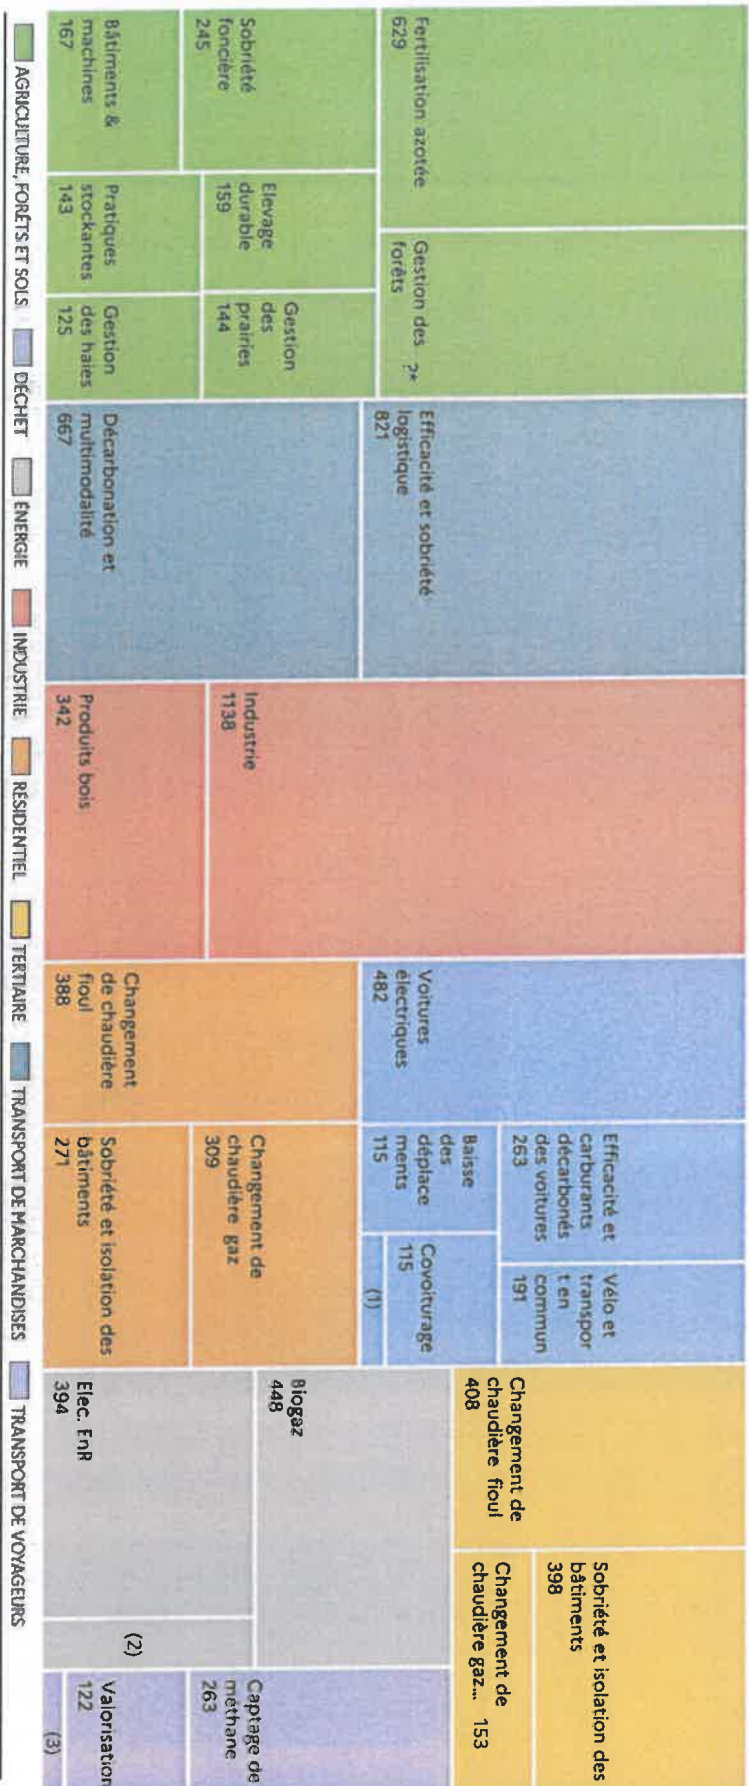 Fertilisation azotée
629
Gestion des ?*
forêts
Sobriété
foncière
245
Elevage
durable
159
Gestion
des
prairies
144
Bâtiments &
machines
167
Pratiques
stockantes
143
Gestion
des haies
125
Efficacité et sobriété
logistique
821
Décarbonation et
multimodalité
667
Industrie
1138
Produits bois
342
Voitures
électriques
482
Efficacité et
carburants
décarbonés
des voitures
263
Vélo et
transpor
t en
commun
191
Baisse
des
déplace
ments
115
Covoiturage
115
(1)
Changement
de chaudière
fioul
388
Changement de
chaudière gaz
309
Sobriété et isolation des
bâtiments
271
Changement de
chaudière fioul
408
Sobriété et isolation des
bâtiments
398
Changement de
chaudière gaz... 153
Biogaz
448
Elec. EnR
394
(2)
Captage de
méthane
263
Valorisation
122
(3)
AGRICULTURE, FORÊTS ET SOLS DÉCHET ÉNERGIE INDUSTRIE RÉSIDENTIEL TERTIAIRE TRANSPORT DE MARCHANDISES TRANSPORT DE VOYAGEURS